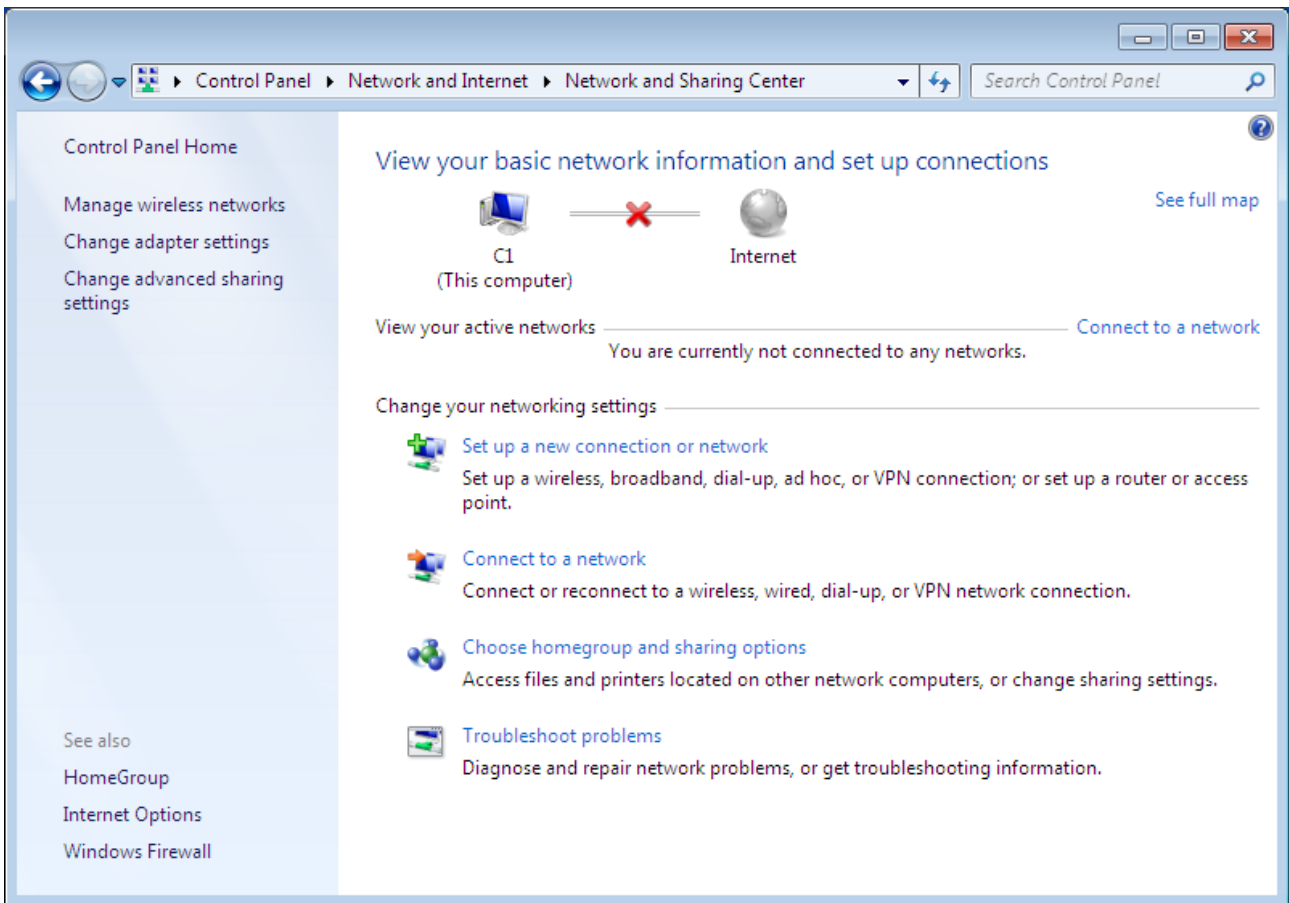 Control Panel
Network and Internet
Network and Sharing Center
Search Control Panel
Control Panel Home
Manage wireless networks
Change adapter settings
Change advanced sharing
settings
See also
HomeGroup
Internet Options
Windows Firewall
View your basic network information and set up connections
See full map
C1
(This computer)
Internet
View your active networks
Connect to a network
You are currently not connected to any networks.
Change your networking settings
Set up a new connection or network
Set up a wireless, broadband, dial-up, ad hoc, or VPN connection; or set up a router or access
point.
Connect to a network
Connect or reconnect to a wireless, wired, dial-up, or VPN network connection.
Choose homegroup and sharing options
Access files and printers located on other network computers, or change sharing settings.
Troubleshoot problems
Diagnose and repair network problems, or get troubleshooting information.